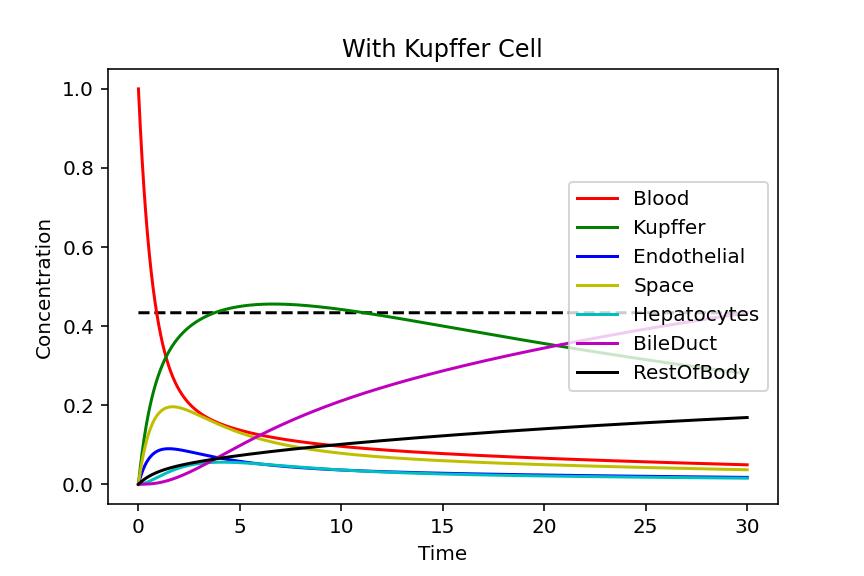 With Kupffer Cell
Concentration
1.0
0.8
0.6
0.4
0.2
0.0
Blood
Kupffer
Endothelial
Space
Hepatocytes
BileDuct
RestOfBody
0 5 10 15 20 25 30
Time